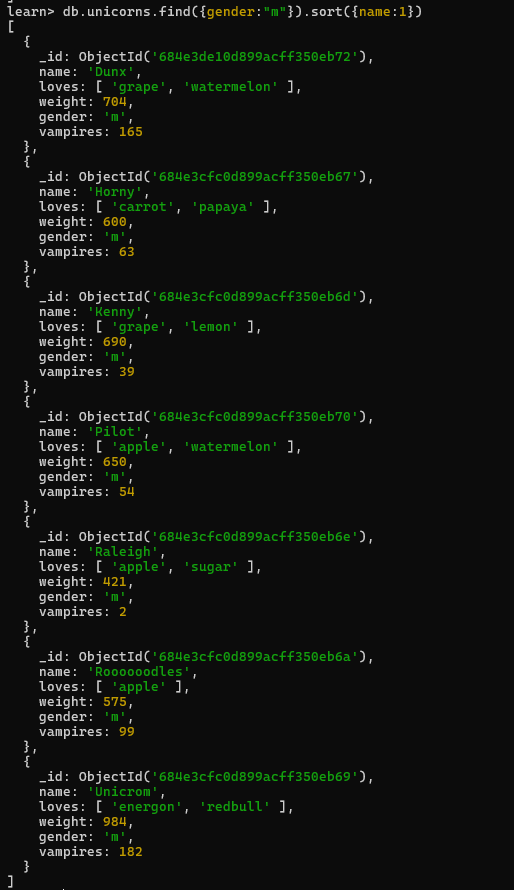 learn> db.unicorns.find({gender:"m"}).sort({name:1})
[
  {
    _id: ObjectId('684e3de10d899acff350eb72'),
    name: 'Dunx',
    loves: [ 'grape', 'watermelon' ],
    weight: 704,
    gender: 'm',
    vampires: 165
  },
  {
    _id: ObjectId('684e3cfc0d899acff350eb67'),
    name: 'Horny',
    loves: [ 'carrot', 'papaya' ],
    weight: 600,
    gender: 'm',
    vampires: 63
  },
  {
    _id: ObjectId('684e3cfc0d899acff350eb6d'),
    name: 'Kenny',
    loves: [ 'grape', 'lemon' ],
    weight: 690,
    gender: 'm',
    vampires: 39
  },
  {
    _id: ObjectId('684e3cfc0d899acff350eb70'),
    name: 'Pilot',
    loves: [ 'apple', 'watermelon' ],
    weight: 650,
    gender: 'm',
    vampires: 54
  },
  {
    _id: ObjectId('684e3cfc0d899acff350eb6e'),
    name: 'Raleigh',
    loves: [ 'apple', 'sugar' ],
    weight: 421,
    gender: 'm',
    vampires: 2
  },
  {
    _id: ObjectId('684e3cfc0d899acff350eb6a'),
    name: 'Roooooodles',
    loves: [ 'apple' ],
    weight: 575,
    gender: 'm',
    vampires: 99
  },
  {
    _id: ObjectId('684e3cfc0d899acff350eb69'),
    name: 'Unicrom',
    loves: [ 'energon', 'redbull' ],
    weight: 984,
    gender: 'm',
    vampires: 182
  }
]